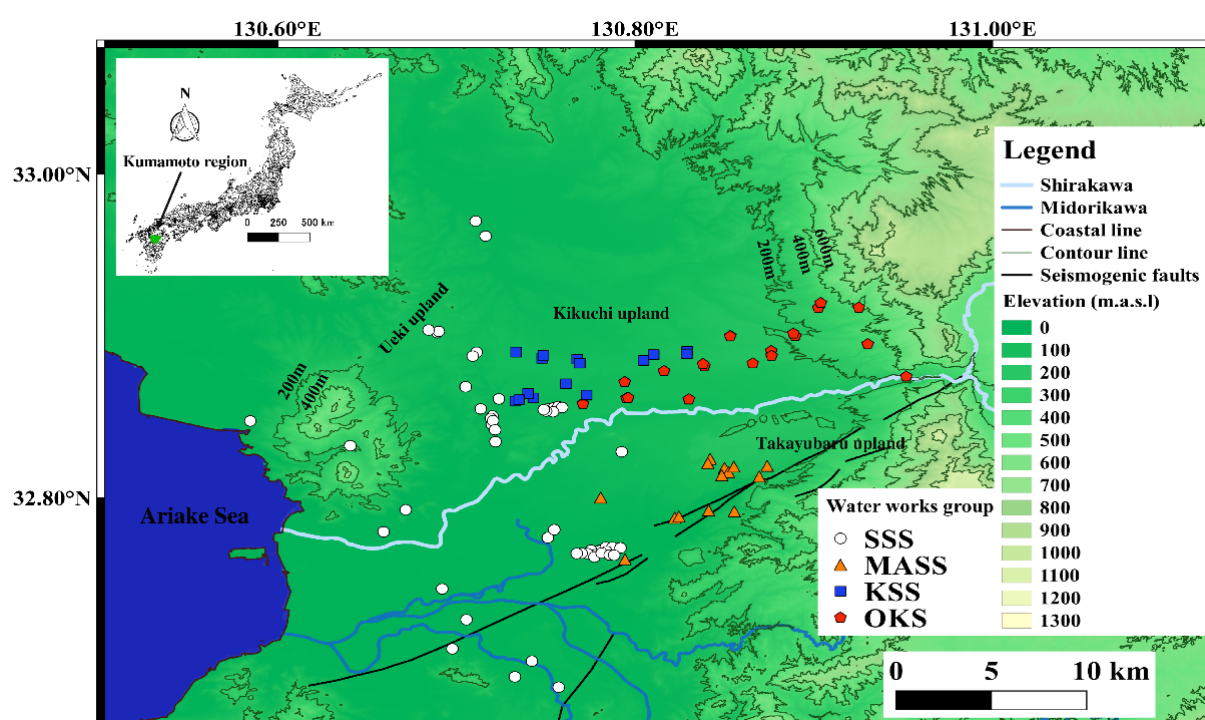 130.60°E
130.80°E
131.00°E
33.00°N
32.80°N
N
Kumamoto region
0 250 500 km
200m
400m
600m
Ueki upland
Kikuchi upland
200m
400m
Takayubaru upland
Ariake Sea
Legend
Shirakawa
Midorikawa
Coastal line
Contour line
Seismogenic faults
Elevation (m.a.s.l)
0
100
200
300
400
500
600
700
800
900
1000
1100
1200
1300
Water works group
SSS
MASS
KSS
OKS
0 5 10 km